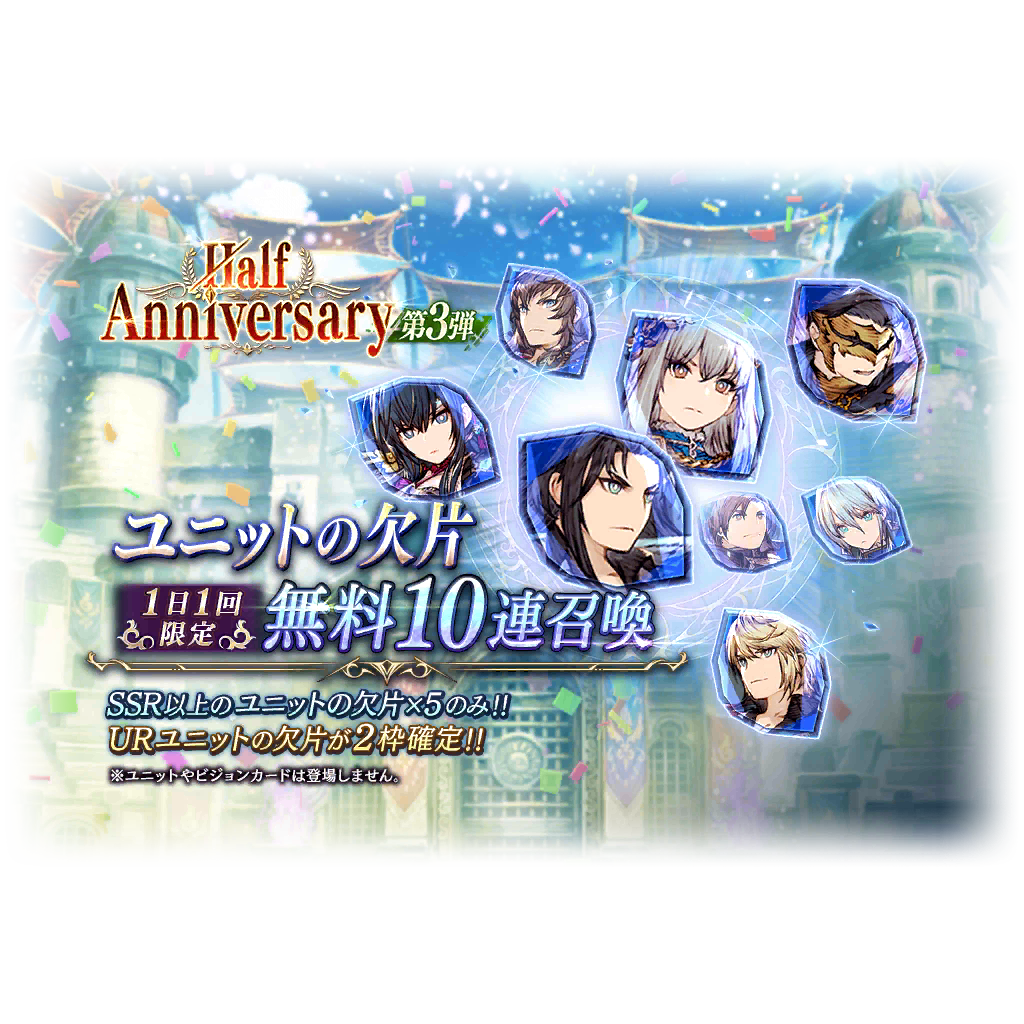 Half
Anniversary 第3弾
ユニットの欠片
1日1回
限定
無料10連召喚
SSR以上のユニットの欠片×5のみ!!
URユニットの欠片が2枠確定!!
※ユニットやビジョンカードは登場しません。